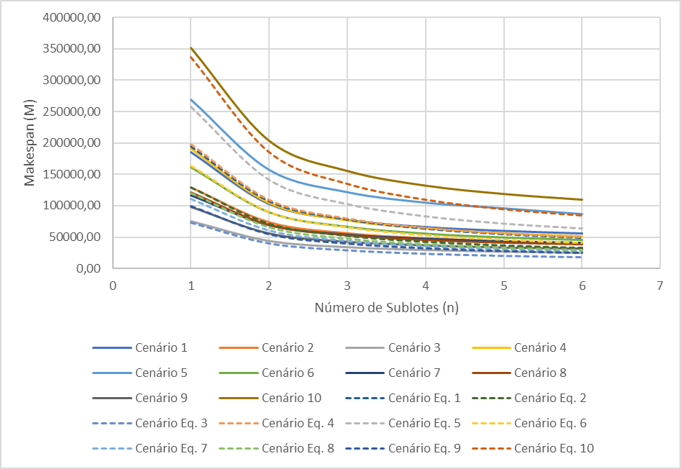 400000,00
350000,00
300000,00
250000,00
200000,00
150000,00
100000,00
50000,00
0,00
Makespan (M)
0 1 2 3 4 5 6 7
Número de Sublotes (n)
Cenário 1 Cenário 2 Cenário 3 Cenário 4
Cenário 5 Cenário 6 Cenário 7 Cenário 8
Cenário 9 Cenário 10 Cenário Eq. 1 Cenário Eq. 2
Cenário Eq. 3 Cenário Eq. 4 Cenário Eq. 5 Cenário Eq. 6
Cenário Eq. 7 Cenário Eq. 8 Cenário Eq. 9 Cenário Eq. 10